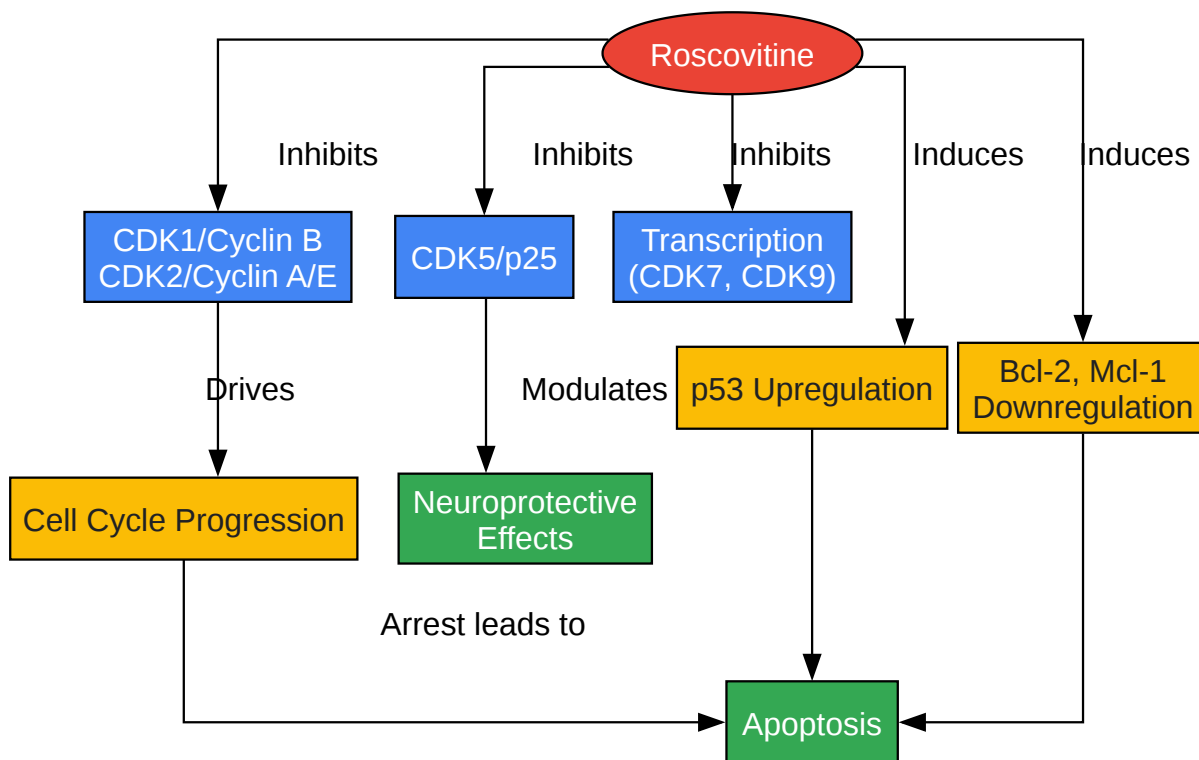 Roscovitine
Inhibits
Inhibits
Inhibits
Induces
Induces
CDK1/Cyclin B
CDK2/Cyclin A/E
CDK5/p25
Transcription
(CDK7, CDK9)
Drives
Modulates
p53 Upregulation
Bcl-2, Mcl-1
Downregulation
Cell Cycle Progression
Neuroprotective
Effects
Arrest leads to
Apoptosis